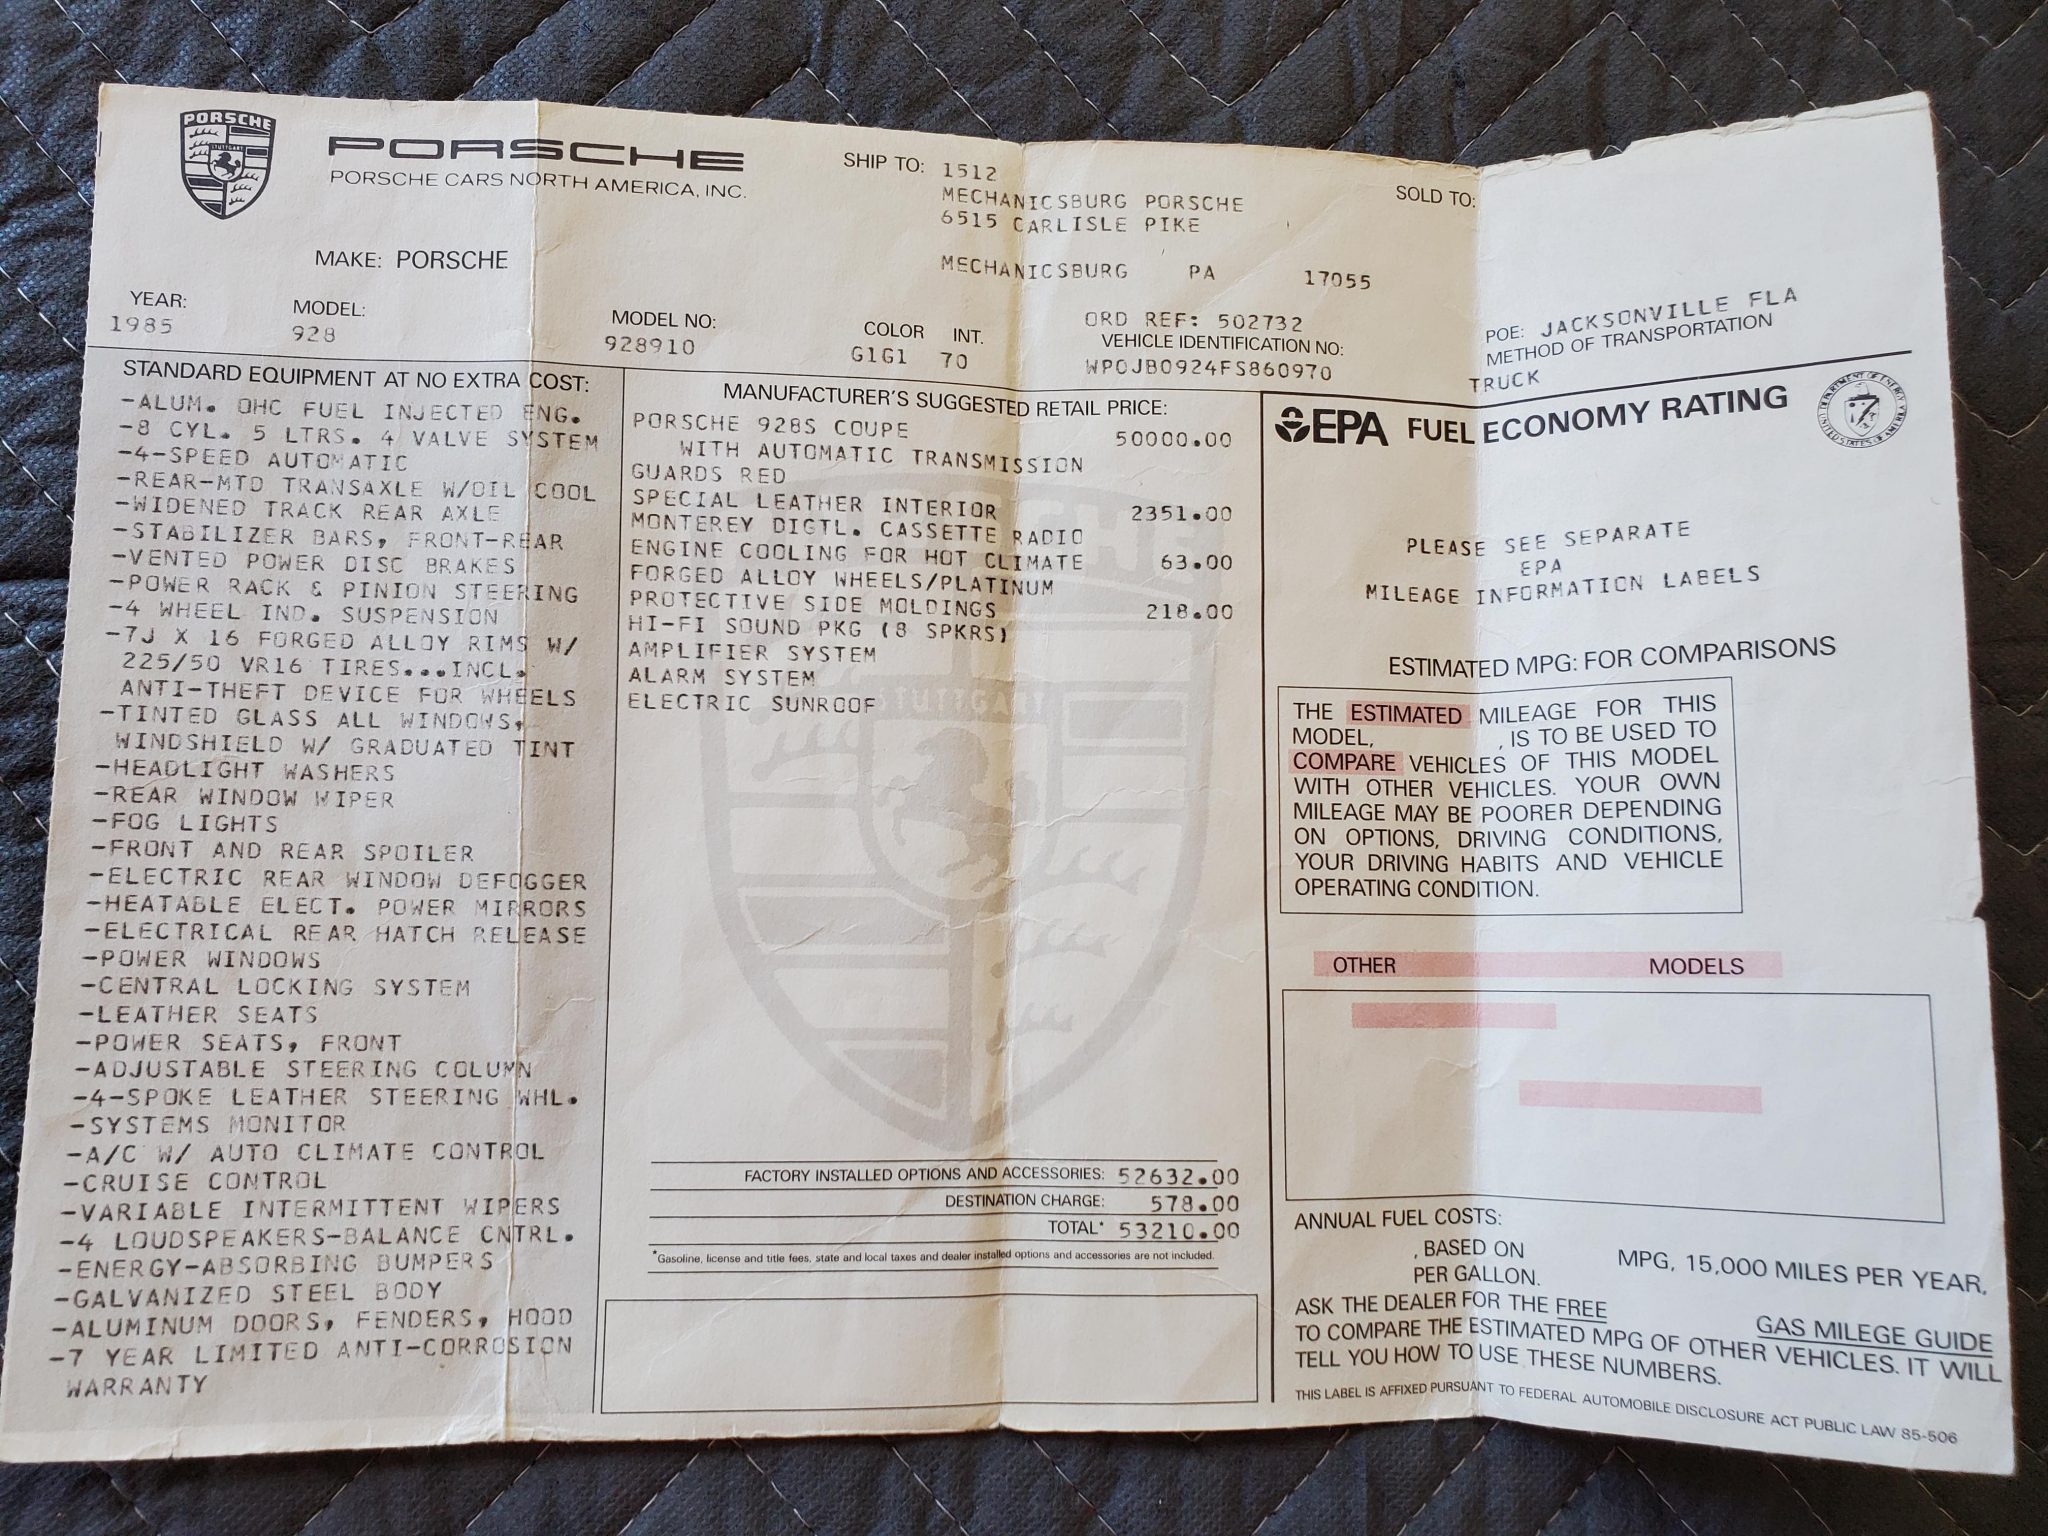 PORSCHE
STUTTGART
PORSCHE
PORSCHE CARS NORTH AMERICA, INC.
SHIP TO: 1512
MECHANICSBURG PORSCHE
6515 CARLISLE PIKE
MECHANICSBURG PA 17055
SOLD TO:
MAKE: PORSCHE
YEAR:
1985
MODEL:
928
MODEL NO:
928910
COLOR INT.
G1G1 70
ORD REF: 502732
VEHICLE IDENTIFICATION NO:
WP0JB0924FS860970
POE: JACKSONVILLE FLA
METHOD OF TRANSPORTATION
TRUCK
STANDARD EQUIPMENT AT NO EXTRA COST:
-ALUM. OHC FUEL INJECTED ENG.
-8 CYL. 5 LTRS. 4 VALVE SYSTEM
-4-SPEED AUTOMATIC
-REAR-MTD TRANSAXLE W/OIL COOL
-WIDENED TRACK REAR AXLE
-STABILIZER BARS, FRONT-REAR
-VENTED POWER DISC BRAKES
-POWER RACK & PINION STEERING
-4 WHEEL IND. SUSPENSION
-7J X 16 FORGED ALLOY RIMS W/
225/50 VR16 TIRES...INCL.
ANTI-THEFT DEVICE FOR WHEELS
-TINTED GLASS ALL WINDOWS,
WINDSHIELD W/ GRADUATED TINT
-HEADLIGHT WASHERS
-REAR WINDOW WIPER
-FOG LIGHTS
-FRONT AND REAR SPOILER
-ELECTRIC REAR WINDOW DEFOGGER
-HEATABLE ELECT. POWER MIRRORS
-ELECTRICAL REAR HATCH RELEASE
-POWER WINDOWS
-CENTRAL LOCKING SYSTEM
-LEATHER SEATS
-POWER SEATS, FRONT
-ADJUSTABLE STEERING COLUMN
-4-SPOKE LEATHER STEERING WHL.
-SYSTEMS MONITOR
-A/C W/ AUTO CLIMATE CONTROL
-CRUISE CONTROL
-VARIABLE INTERMITTENT WIPERS
-4 LOUDSPEAKERS-BALANCE CNTRL.
-ENERGY-ABSORBING BUMPERS
-GALVANIZED STEEL BODY
-ALUMINUM DOORS, FENDERS, HOOD
-7 YEAR LIMITED ANTI-CORROSION
WARRANTY
MANUFACTURER'S SUGGESTED RETAIL PRICE:
PORSCHE 928S COUPE 50000.00
WITH AUTOMATIC TRANSMISSION
GUARDS RED
SPECIAL LEATHER INTERIOR 2351.00
MONTEREY DIGTL. CASSETTE RADIO
ENGINE COOLING FOR HOT CLIMATE 63.00
FORGED ALLOY WHEELS/PLATINUM
PROTECTIVE SIDE MOLDINGS 218.00
HI-FI SOUND PKG (8 SPKRS)
AMPLIFIER SYSTEM
ALARM SYSTEM
ELECTRIC SUNROOF
STUTTGART
FACTORY INSTALLED OPTIONS AND ACCESSORIES: 52632.00
DESTINATION CHARGE: 578.00
TOTAL* 53210.00
*Gasoline, license and title fees, state and local taxes and dealer installed options and accessories are not included.
EPA FUEL ECONOMY RATING
PLEASE SEE SEPARATE
EPA
MILEAGE INFORMATION LABELS
ESTIMATED MPG: FOR COMPARISONS
THE ESTIMATED MILEAGE FOR THIS
MODEL, , IS TO BE USED TO
COMPARE VEHICLES OF THIS MODEL
WITH OTHER VEHICLES. YOUR OWN
MILEAGE MAY BE POORER DEPENDING
ON OPTIONS, DRIVING CONDITIONS,
YOUR DRIVING HABITS AND VEHICLE
OPERATING CONDITION.
OTHER MODELS
ANNUAL FUEL COSTS:
, BASED ON MPG, 15,000 MILES PER YEAR,
PER GALLON.
ASK THE DEALER FOR THE FREE GAS MILEGE GUIDE
TO COMPARE THE ESTIMATED MPG OF OTHER VEHICLES. IT WILL
TELL YOU HOW TO USE THESE NUMBERS.
THIS LABEL IS AFFIXED PURSUANT TO FEDERAL AUTOMOBILE DISCLOSURE ACT PUBLIC LAW 85-506